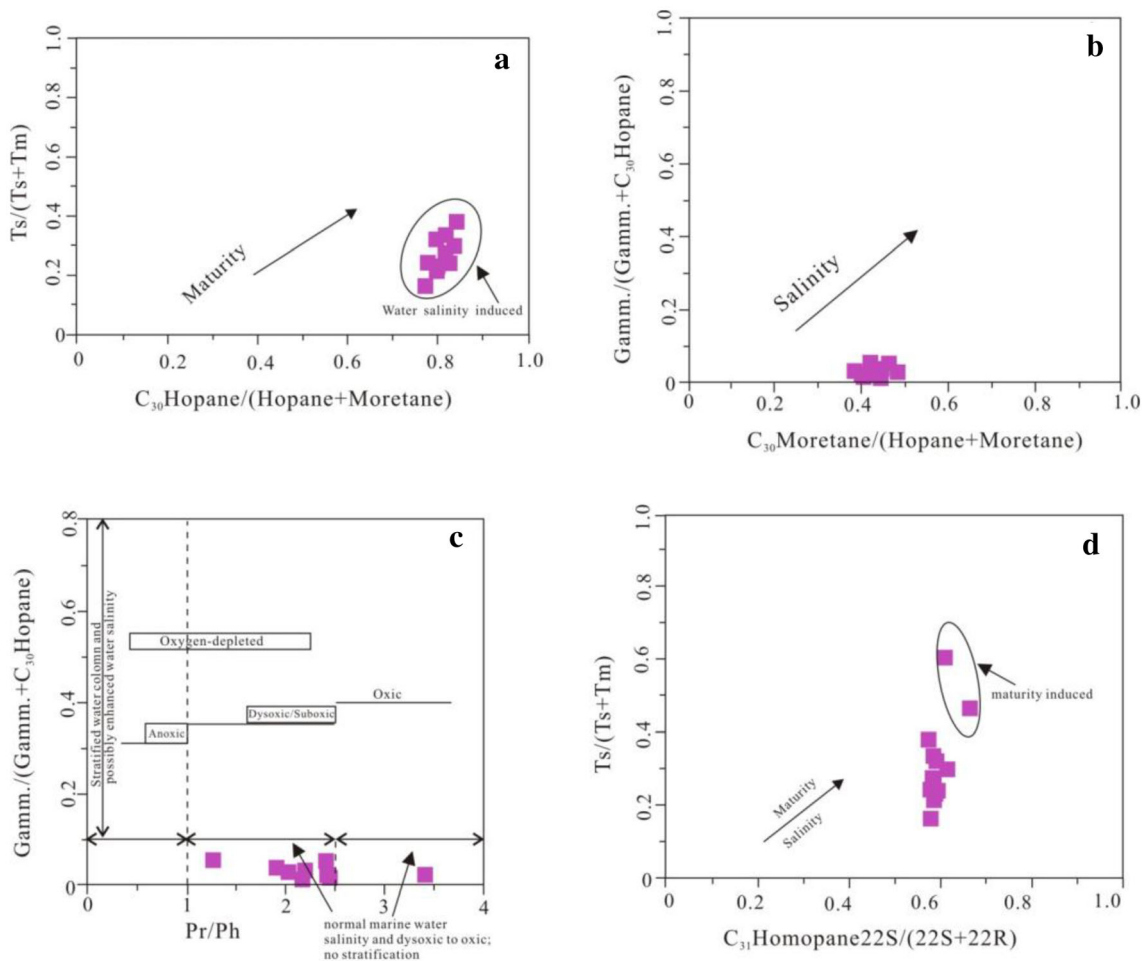 a
Ts/(Ts+Tm)
1.0
0.8
0.6
0.4
0.2
0
Maturity
Water salinity induced
0
0.2
0.4
0.6
0.8
1.0
C₃₀Hopane/(Hopane+Moretane)
b
Gamm./(Gamm.+C₃₀Hopane)
1.0
0.8
0.6
0.4
0.2
0
Salinity
0
0.2
0.4
0.6
0.8
1.0
C₃₀Moretane/(Hopane+Moretane)
c
Gamm./(Gamm.+C₃₀Hopane)
0.8
0.6
0.4
0.2
0
Stratified water colomn and
possibly enhanced water salinity
Oxygen-depleted
Oxic
Dysoxic/Suboxic
Anoxic
0
1
2
3
4
Pr/Ph
normal marine water
salinity and dysoxic to oxic;
no stratification
d
Ts/(Ts+Tm)
1.0
0.8
0.6
0.4
0.2
0
maturity induced
Maturity
Salinity
0
0.2
0.4
0.6
0.8
1.0
C₃₁Homopane22S/(22S+22R)